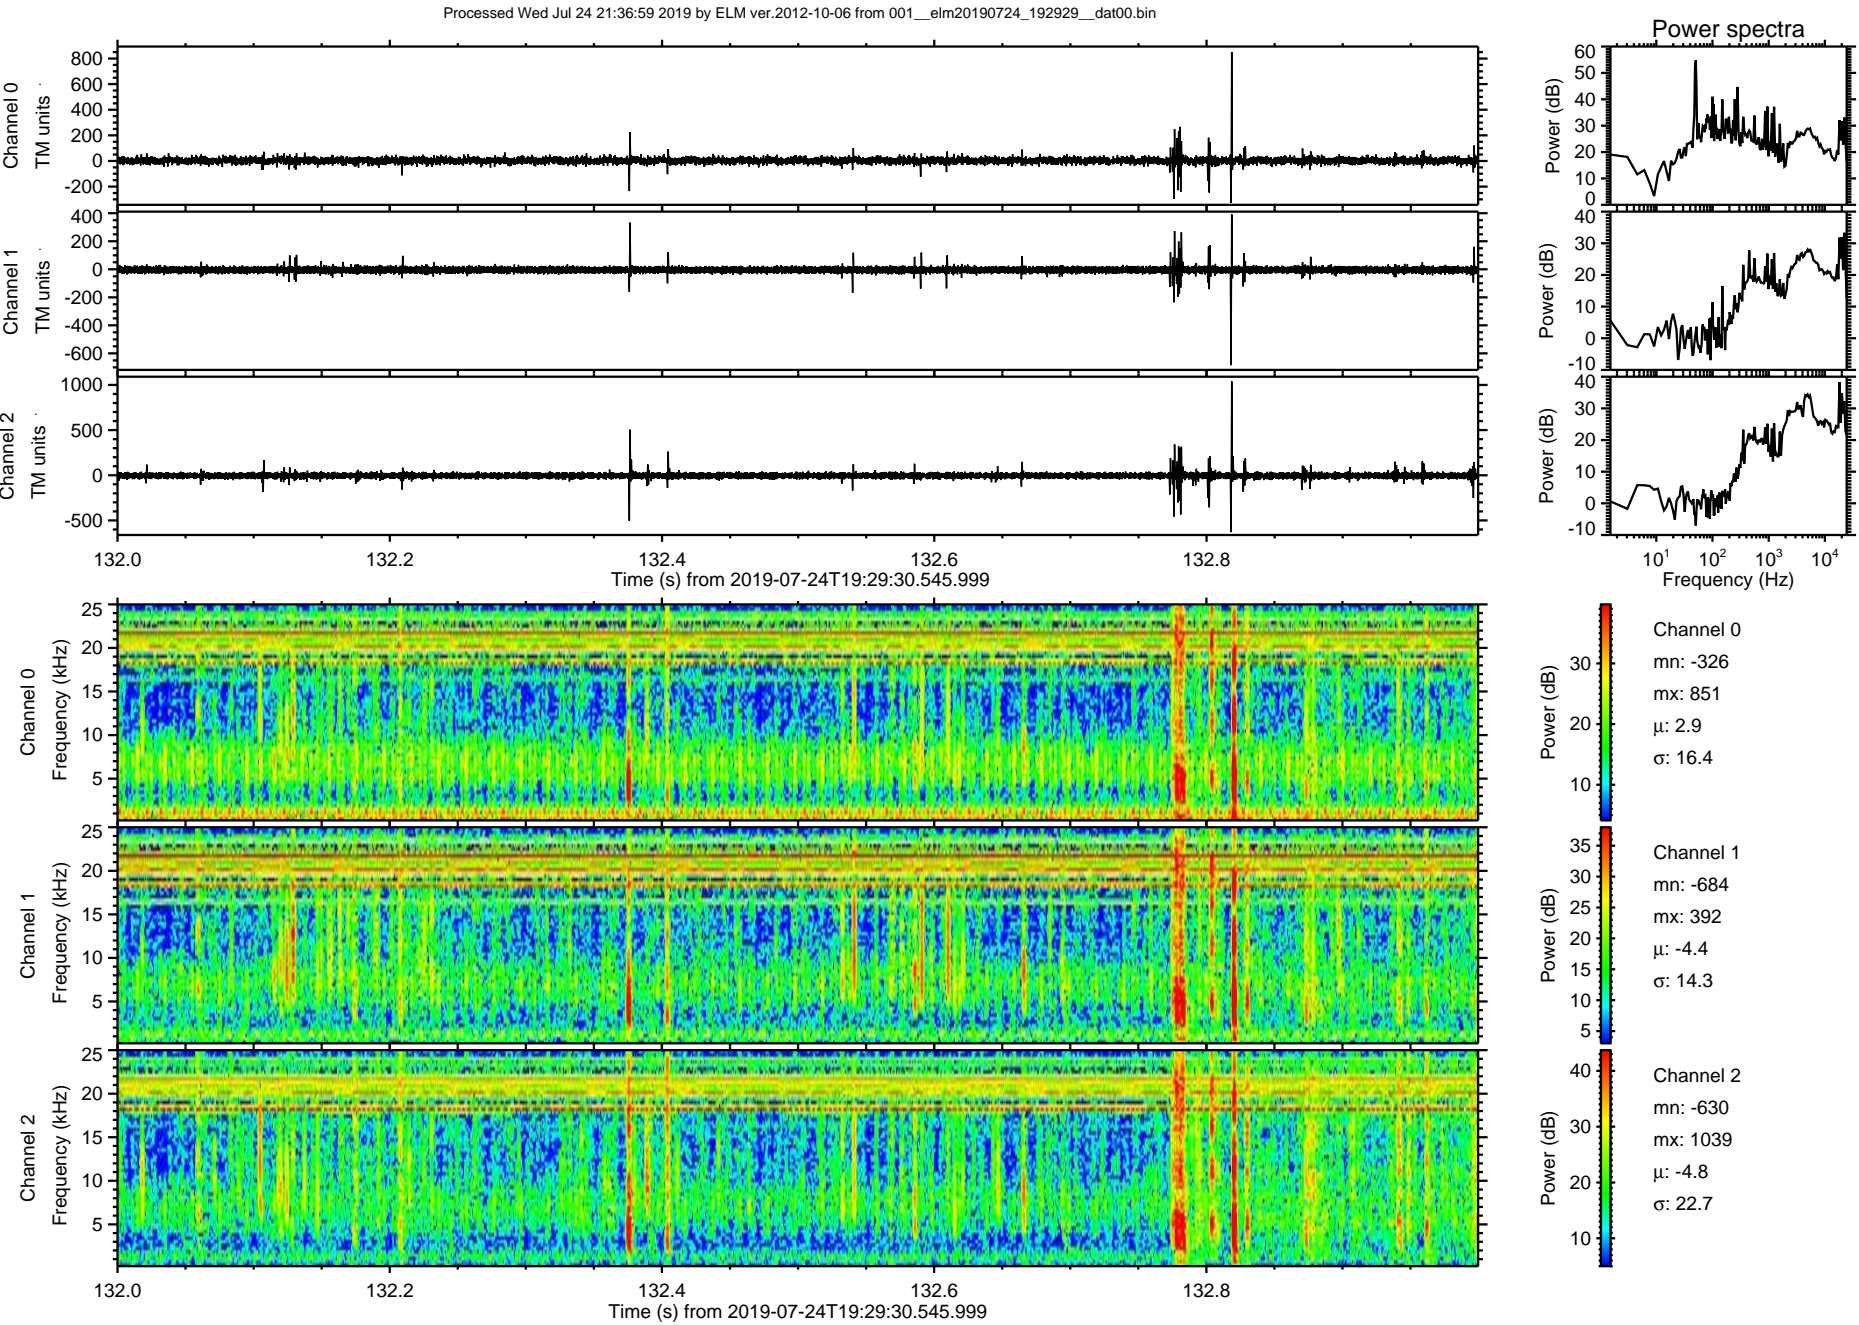 Processed Wed Jul 24 21:36:59 2019 by ELM ver.2012-10-06 from 001__elm20190724_192929__dat00.bin
Power spectra
Channel 0
TM units
800
600
400
200
0
-200
Power (dB)
60
50
40
30
20
10
0
Channel 1
TM units
400
200
0
-200
-400
-600
Power (dB)
40
30
20
10
0
-10
Channel 2
TM units
1000
500
0
-500
Power (dB)
40
30
20
10
0
-10
132.0 132.2 132.4 132.6 132.8
Time (s) from 2019-07-24T19:29:30.545.999
10¹ 10² 10³ 10⁴
Frequency (Hz)
Channel 0
Frequency (kHz)
25
20
15
10
5
Power (dB)
30
20
10
Channel 0
mn: -326
mx: 851
μ: 2.9
σ: 16.4
Channel 1
Frequency (kHz)
25
20
15
10
5
Power (dB)
35
30
25
20
15
10
5
Channel 1
mn: -684
mx: 392
μ: -4.4
σ: 14.3
Channel 2
Frequency (kHz)
25
20
15
10
5
Power (dB)
40
30
20
10
Channel 2
mn: -630
mx: 1039
μ: -4.8
σ: 22.7
132.0 132.2 132.4 132.6 132.8
Time (s) from 2019-07-24T19:29:30.545.999